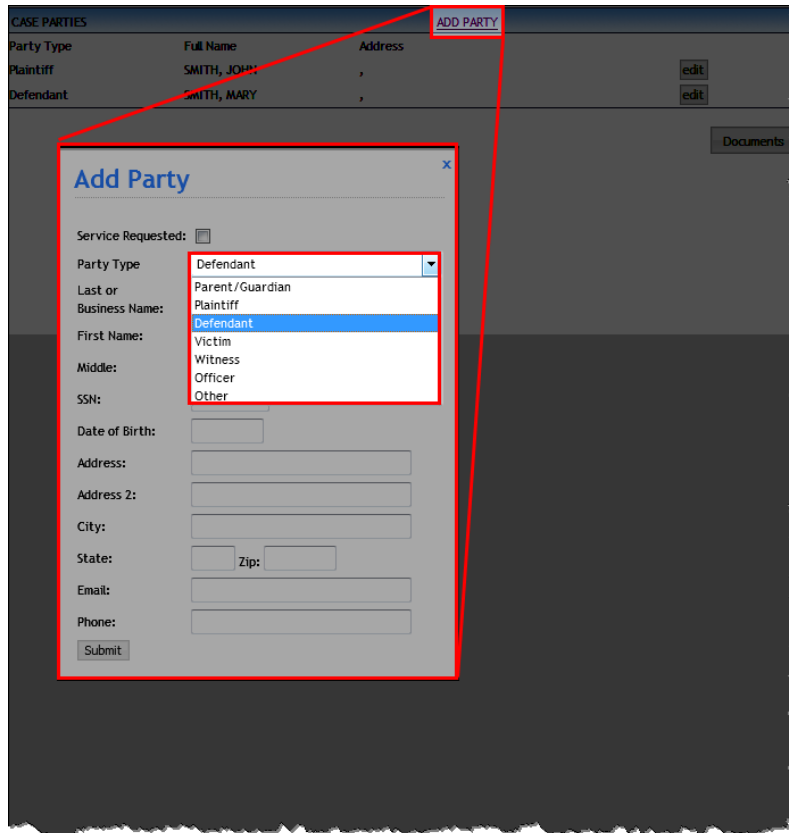 CASE PARTIES ADD PARTY
Party Type Full Name Address
Plaintiff SMITH, JOHN , edit
Defendant SMITH, MARY , edit
Documents
x
Add Party
Service Requested:
Party Type Defendant
Parent/Guardian
Last or
Business Name:
Plaintiff
Defendant
First Name:
Victim
Witness
Middle:
Officer
Other
SSN:
Date of Birth:
Address:
Address 2:
City:
State: Zip:
Email:
Phone:
Submit